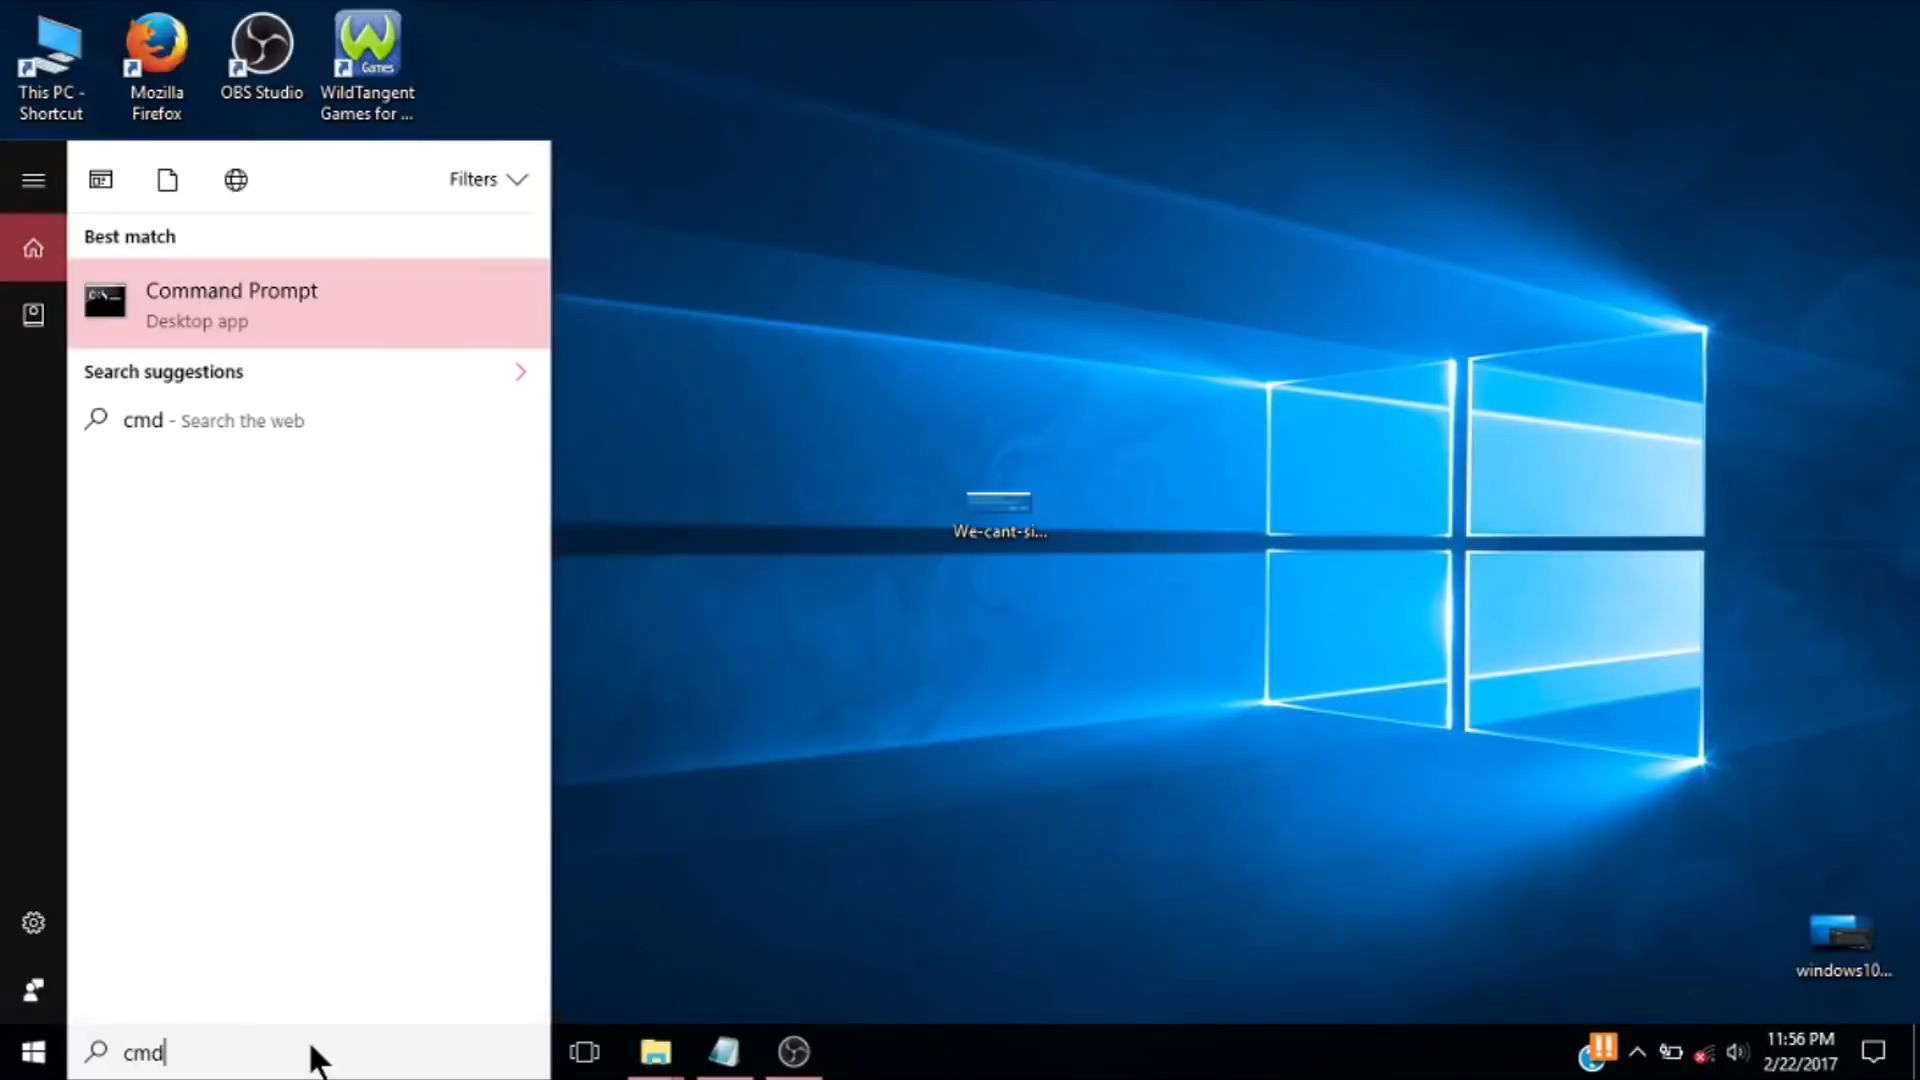 This PC -
Shortcut
Mozilla
Firefox
OBS Studio
WildTangent
Games for ...
Games
Filters
Best match
C:\_
Command Prompt
Desktop app
Search suggestions
cmd - Search the web
We-cant-si...
windows10...
cmd
11:56 PM
2/22/2017